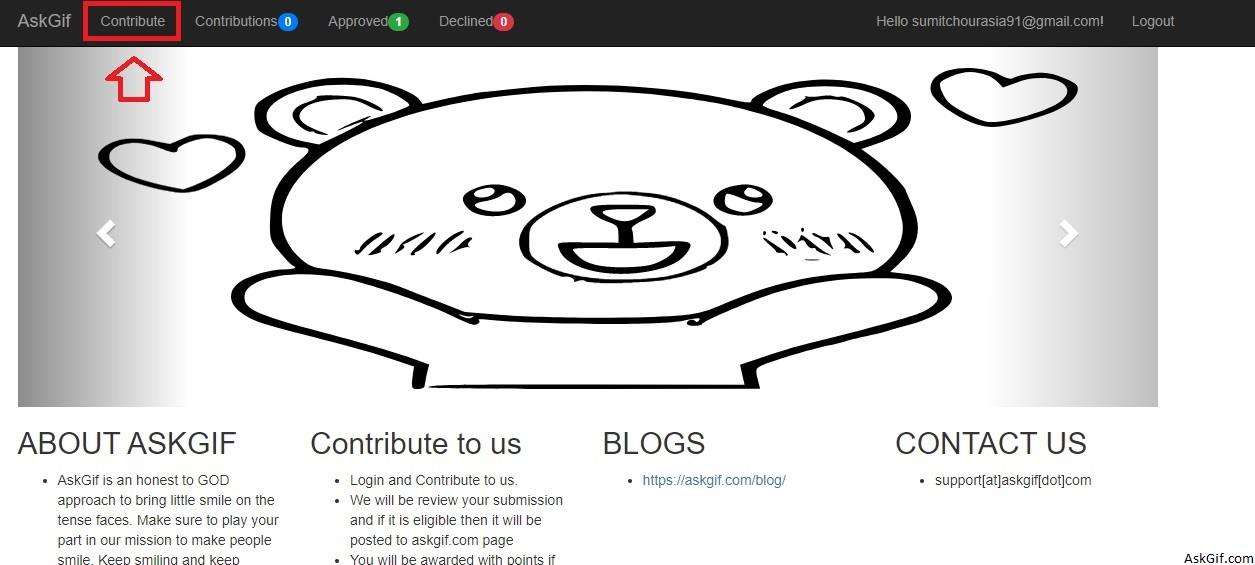 AskGif Contribute Contributions 0 Approved 1 Declined 0 Hello sumitchourasia91@gmail.com! Logout
ABOUT ASKGIF
AskGif is an honest to GOD
approach to bring little smile on the
tense faces. Make sure to play your
part in our mission to make people
smile. Keep smiling and keep
Contribute to us
Login and Contribute to us.
We will be review your submission
and if it is eligible then it will be
posted to askgif.com page
You will be awarded with points if
BLOGS
https://askgif.com/blog/
CONTACT US
support[at]askgif[dot]com
AskGif.com